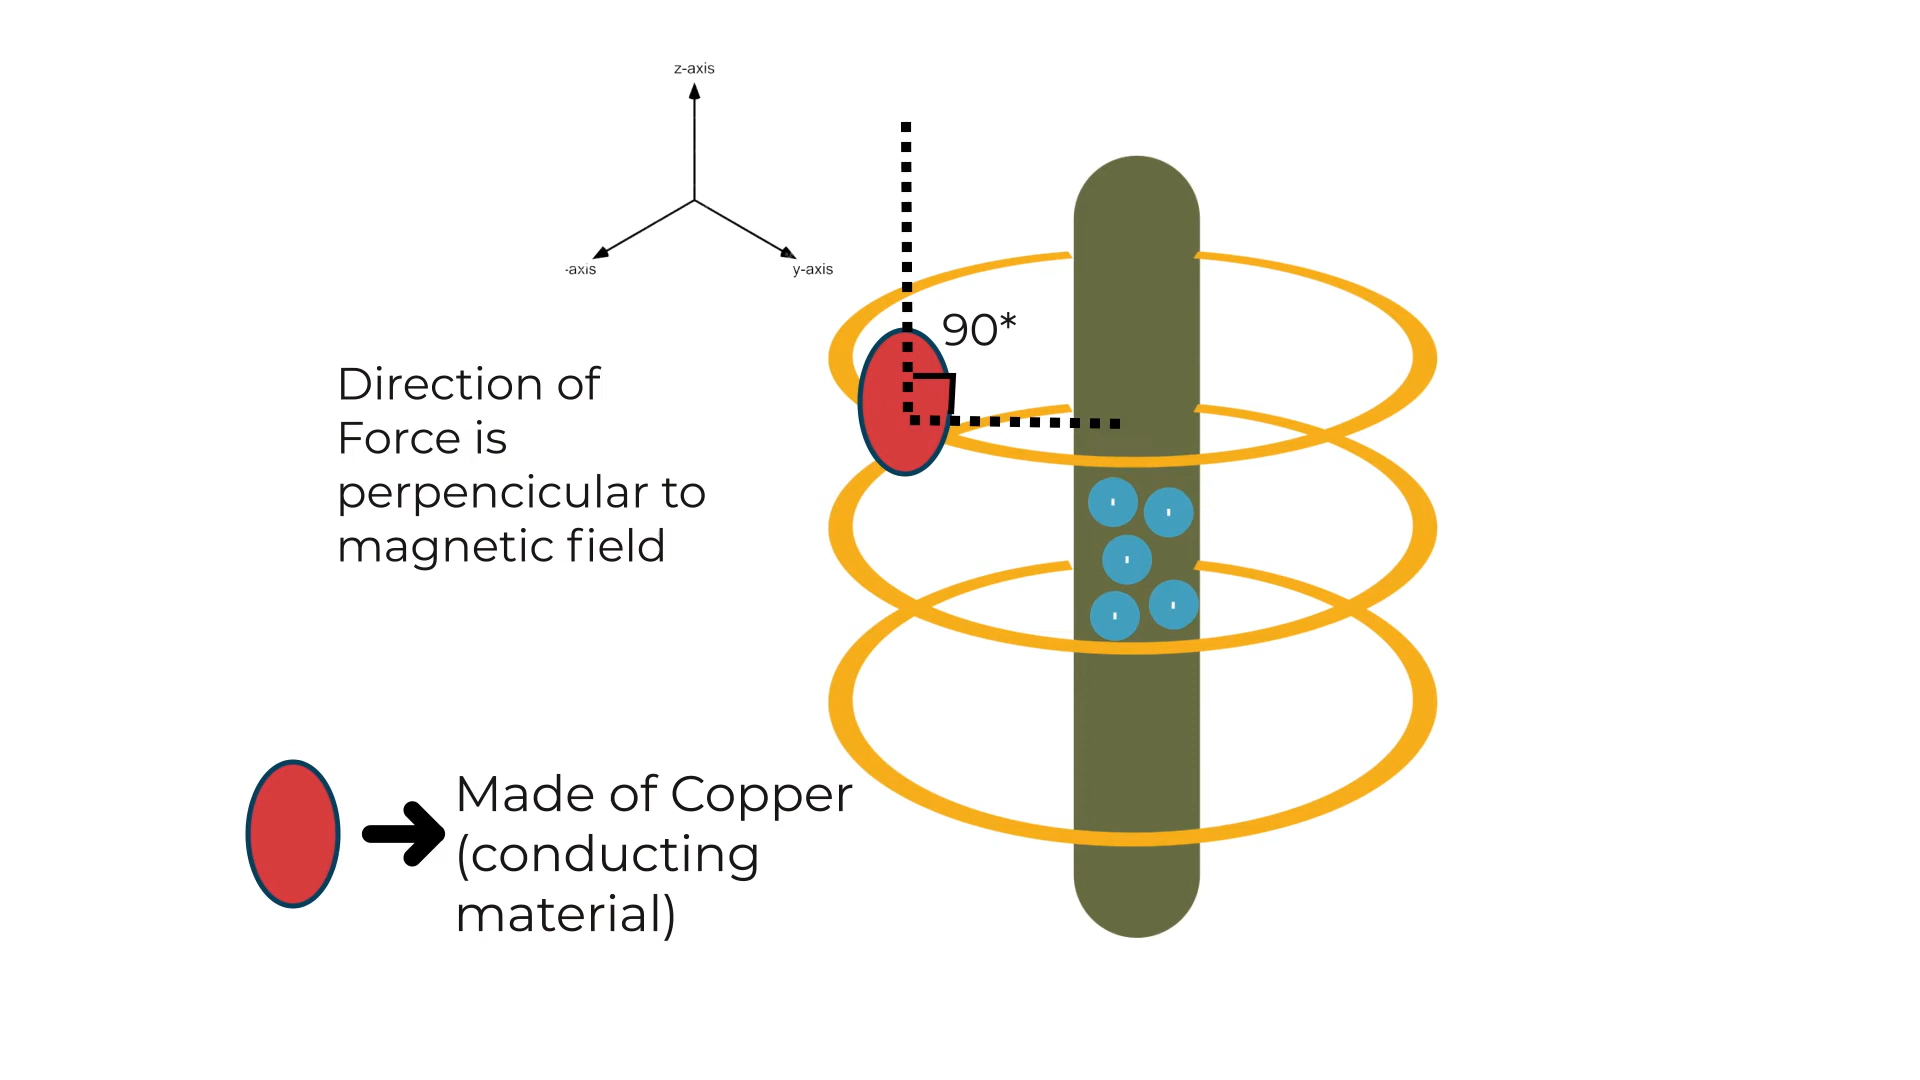 z-axis
-axis
y-axis
90*
Direction of
Force is
perpencicular to
magnetic field
Made of Copper
(conducting
material)